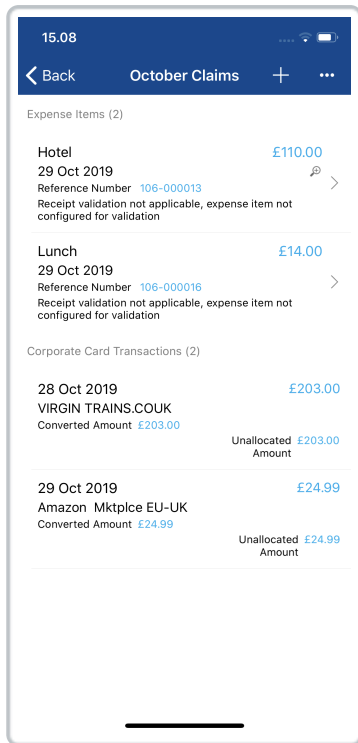 15.08
Back October Claims
Expense Items (2)
Hotel £110.00
29 Oct 2019
Reference Number 106-000013
Receipt validation not applicable, expense item not
configured for validation
Lunch £14.00
29 Oct 2019
Reference Number 106-000016
Receipt validation not applicable, expense item not
configured for validation
Corporate Card Transactions (2)
28 Oct 2019 £203.00
VIRGIN TRAINS.COUK
Converted Amount £203.00
Unallocated £203.00
Amount
29 Oct 2019 £24.99
Amazon Mktplce EU-UK
Converted Amount £24.99
Unallocated £24.99
Amount